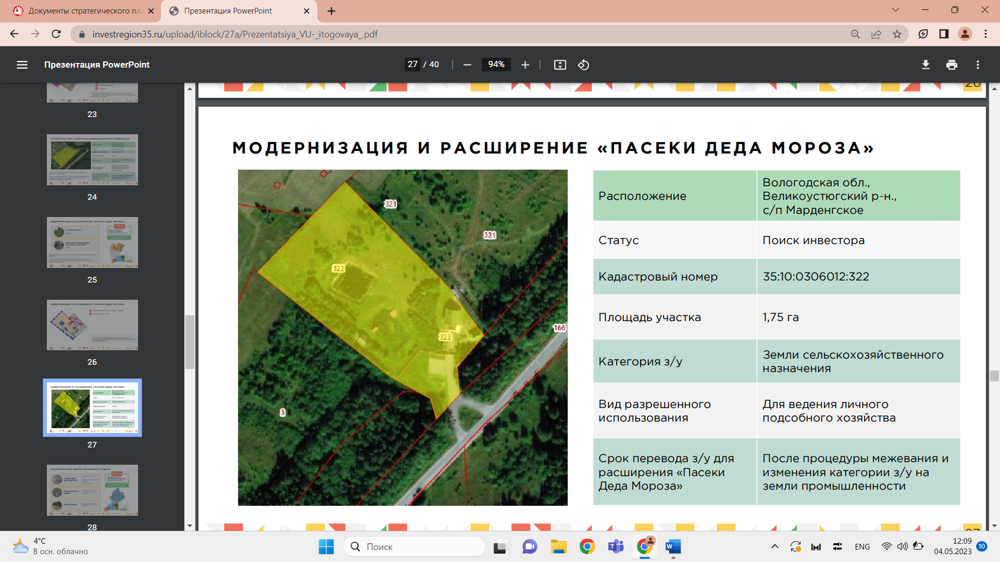 Документы стратегического пла
Презентация PowerPoint
investregion35.ru/upload/iblock/27a/Prezentatsiya_VU-_itogovaya_.pdf
Презентация PowerPoint
27 / 40
94%
23
24
25
26
27
28
26
МОДЕРНИЗАЦИЯ И РАСШИРЕНИЕ «ПАСЕКИ ДЕДА МОРОЗА»
321
321
322
322
166
3
Расположение
Вологодская обл.,
Великоустюгский р-н.,
с/п Марденгское
Статус
Поиск инвестора
Кадастровый номер
35:10:0306012:322
Площадь участка
1,75 га
Категория з/у
Земли сельскохозяйственного
назначения
Вид разрешенного
использования
Для ведения личного
подсобного хозяйства
Срок перевода з/у для
расширения «Пасеки
Деда Мороза»
После процедуры межевания и
изменения категории з/у на
земли промышленности
27
4°C
В осн. облачно
Поиск
ENG
12:09
04.05.2023
10